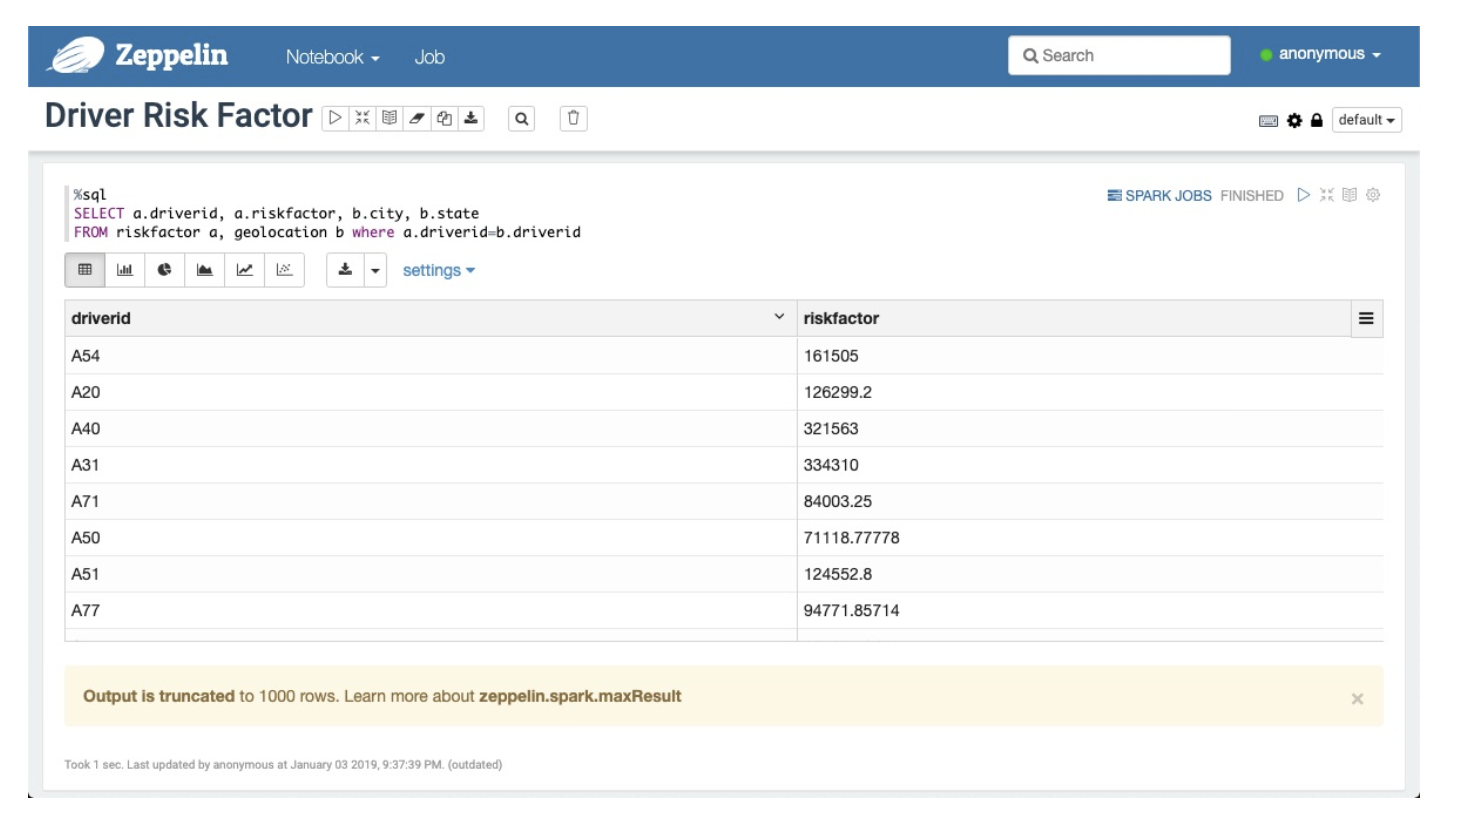 Zeppelin Notebook Job Search anonymous
Driver Risk Factor default
%sql
SPARK JOBS FINISHED
SELECT a.driverid, a.riskfactor, b.city, b.state
FROM riskfactor a, geolocation b where a.driverid=b.driverid
settings
driverid riskfactor
A54 161505
A20 126299.2
A40 321563
A31 334310
A71 84003.25
A50 71118.77778
A51 124552.8
A77 94771.85714
Output is truncated to 1000 rows. Learn more about zeppelin.spark.maxResult
Took 1 sec. Last updated by anonymous at January 03 2019, 9:37:39 PM. (outdated)